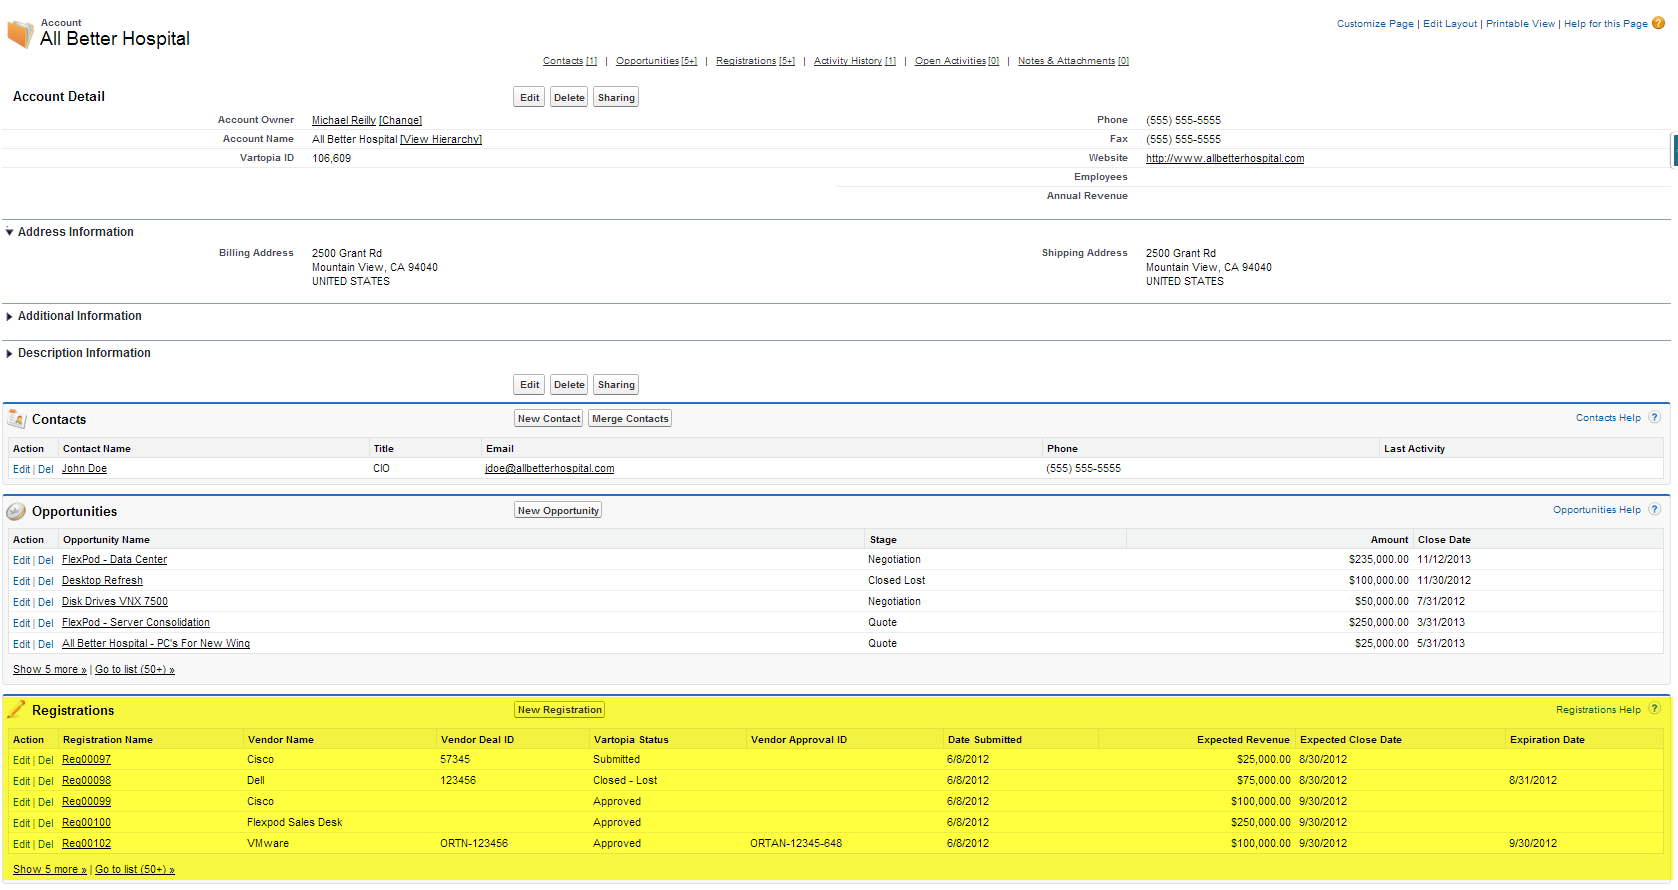 Account
All Better Hospital
Customize Page | Edit Layout | Printable View | Help for this Page ?
Contacts [1] | Opportunities [5+] | Registrations [5+] | Activity History [1] | Open Activities [0] | Notes & Attachments [0]
Account Detail Edit Delete Sharing
Account Owner Michael Reilly [Change] Phone (555) 555-5555
Account Name All Better Hospital [View Hierarchy] Fax (555) 555-5555
Vartopia ID 106,609 Website http://www.allbetterhospital.com
Employees
Annual Revenue
Address Information
Billing Address 2500 Grant Rd Shipping Address 2500 Grant Rd
Mountain View, CA 94040 Mountain View, CA 94040
UNITED STATES UNITED STATES
Additional Information
Description Information
Edit Delete Sharing
Contacts New Contact Merge Contacts Contacts Help ?
Action Contact Name Title Email Phone Last Activity
Edit | Del John Doe CIO jdoe@allbetterhospital.com (555) 555-5555
Opportunities New Opportunity Opportunities Help ?
Action Opportunity Name Stage Amount Close Date
Edit | Del FlexPod - Data Center Negotiation $235,000.00 11/12/2013
Edit | Del Desktop Refresh Closed Lost $100,000.00 11/30/2012
Edit | Del Disk Drives VNX 7500 Negotiation $50,000.00 7/31/2012
Edit | Del FlexPod - Server Consolidation Quote $250,000.00 3/31/2013
Edit | Del All Better Hospital - PC's For New Wing Quote $25,000.00 5/31/2013
Show 5 more » | Go to list (50+) »
Registrations New Registration Registrations Help ?
Action Registration Name Vendor Name Vendor Deal ID Vartopia Status Vendor Approval ID Date Submitted Expected Revenue Expected Close Date Expiration Date
Edit | Del Reg00097 Cisco 57345 Submitted 6/8/2012 $25,000.00 8/30/2012
Edit | Del Reg00098 Dell 123456 Closed - Lost 6/8/2012 $75,000.00 8/30/2012 8/31/2012
Edit | Del Reg00099 Cisco Approved 6/8/2012 $100,000.00 9/30/2012
Edit | Del Reg00100 Flexpod Sales Desk Approved 6/8/2012 $250,000.00 9/30/2012
Edit | Del Reg00102 VMware ORTN-123456 Approved ORTAN-12345-648 6/8/2012 $100,000.00 9/30/2012 9/30/2012
Show 5 more » | Go to list (50+) »